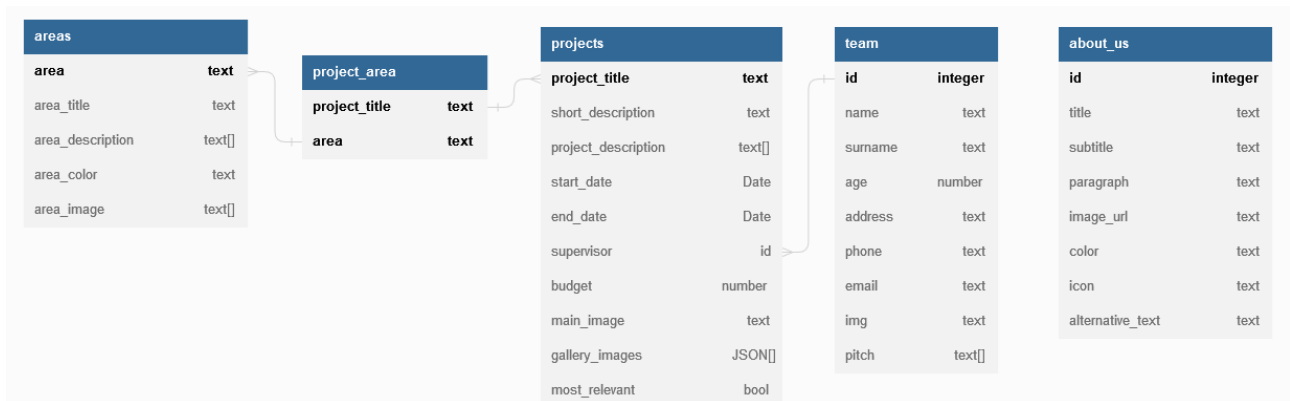 areas
area text
area_title text
area_description text[]
area_color text
area_image text[]
project_area
project_title text
area text
projects
project_title text
short_description text
project_description text[]
start_date Date
end_date Date
supervisor id
budget number
main_image text
gallery_images JSON[]
most_relevant bool
team
id integer
name text
surname text
age number
address text
phone text
email text
img text
pitch text[]
about_us
id integer
title text
subtitle text
paragraph text
image_url text
color text
icon text
alternative_text text